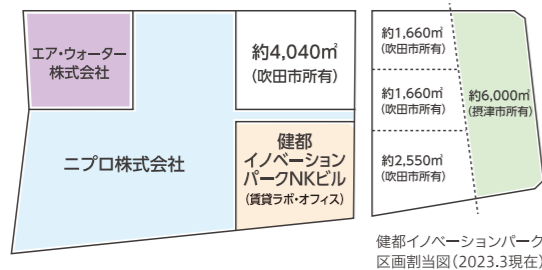 エア・ウォーター
株式会社
約4,040㎡
(吹田市所有)
ニプロ株式会社
健都
イノベーション
パークNKビル
(賃貸ラボ・オフィス)
約1,660㎡
(吹田市所有)
約1,660㎡
(吹田市所有)
約2,550㎡
(吹田市所有)
約6,000㎡
(摂津市所有)
健都イノベーションパーク
区画割当図(2023.3現在)